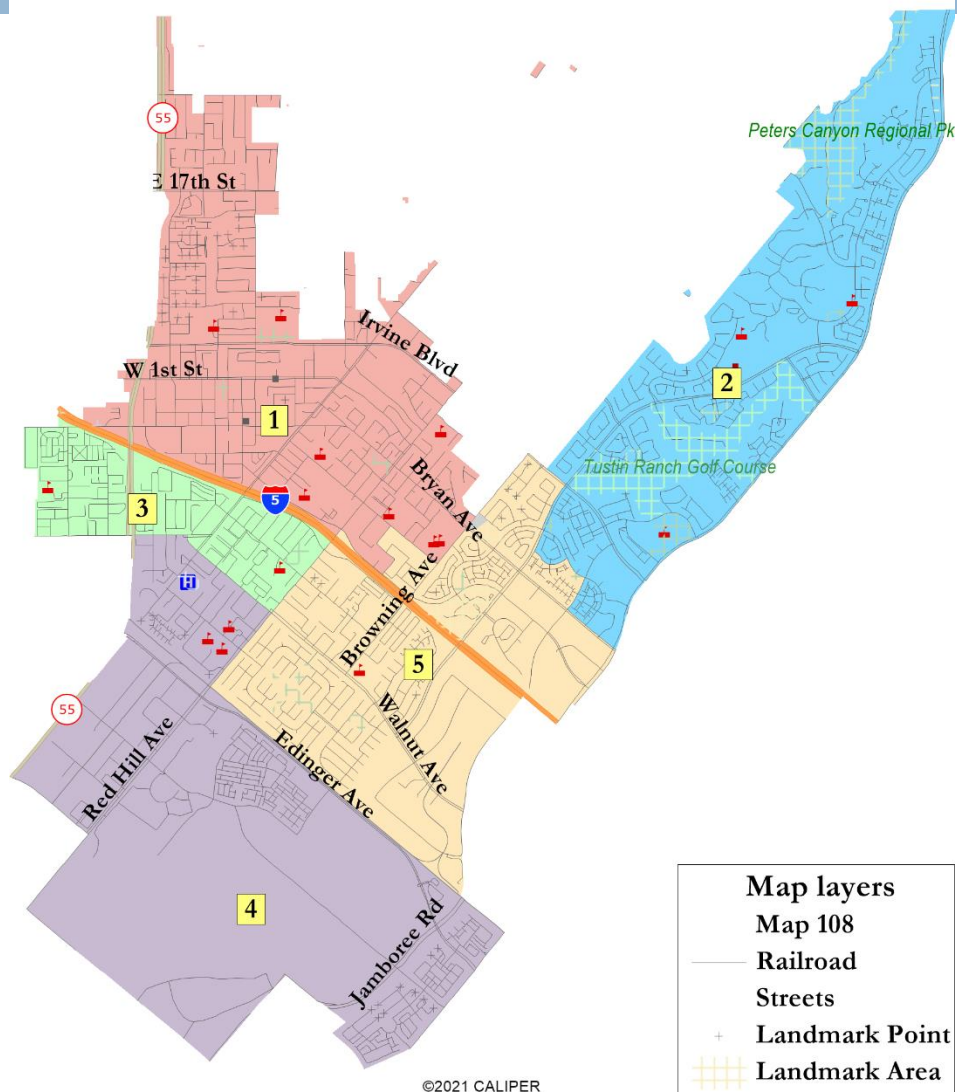 55
Peters Canyon Regional Pk
E 17th St
Irvine Blvd
W 1st St
2
1
Bryan Ave
Tustin Ranch Golf Course
5
3
H
Browning Ave
5
55
Walnut Ave
Red Hill Ave
Edinger Ave
4
Jamboree Rd
Map layers
Map 108
Railroad
Streets
Landmark Point
Landmark Area
©2021 CALIPER